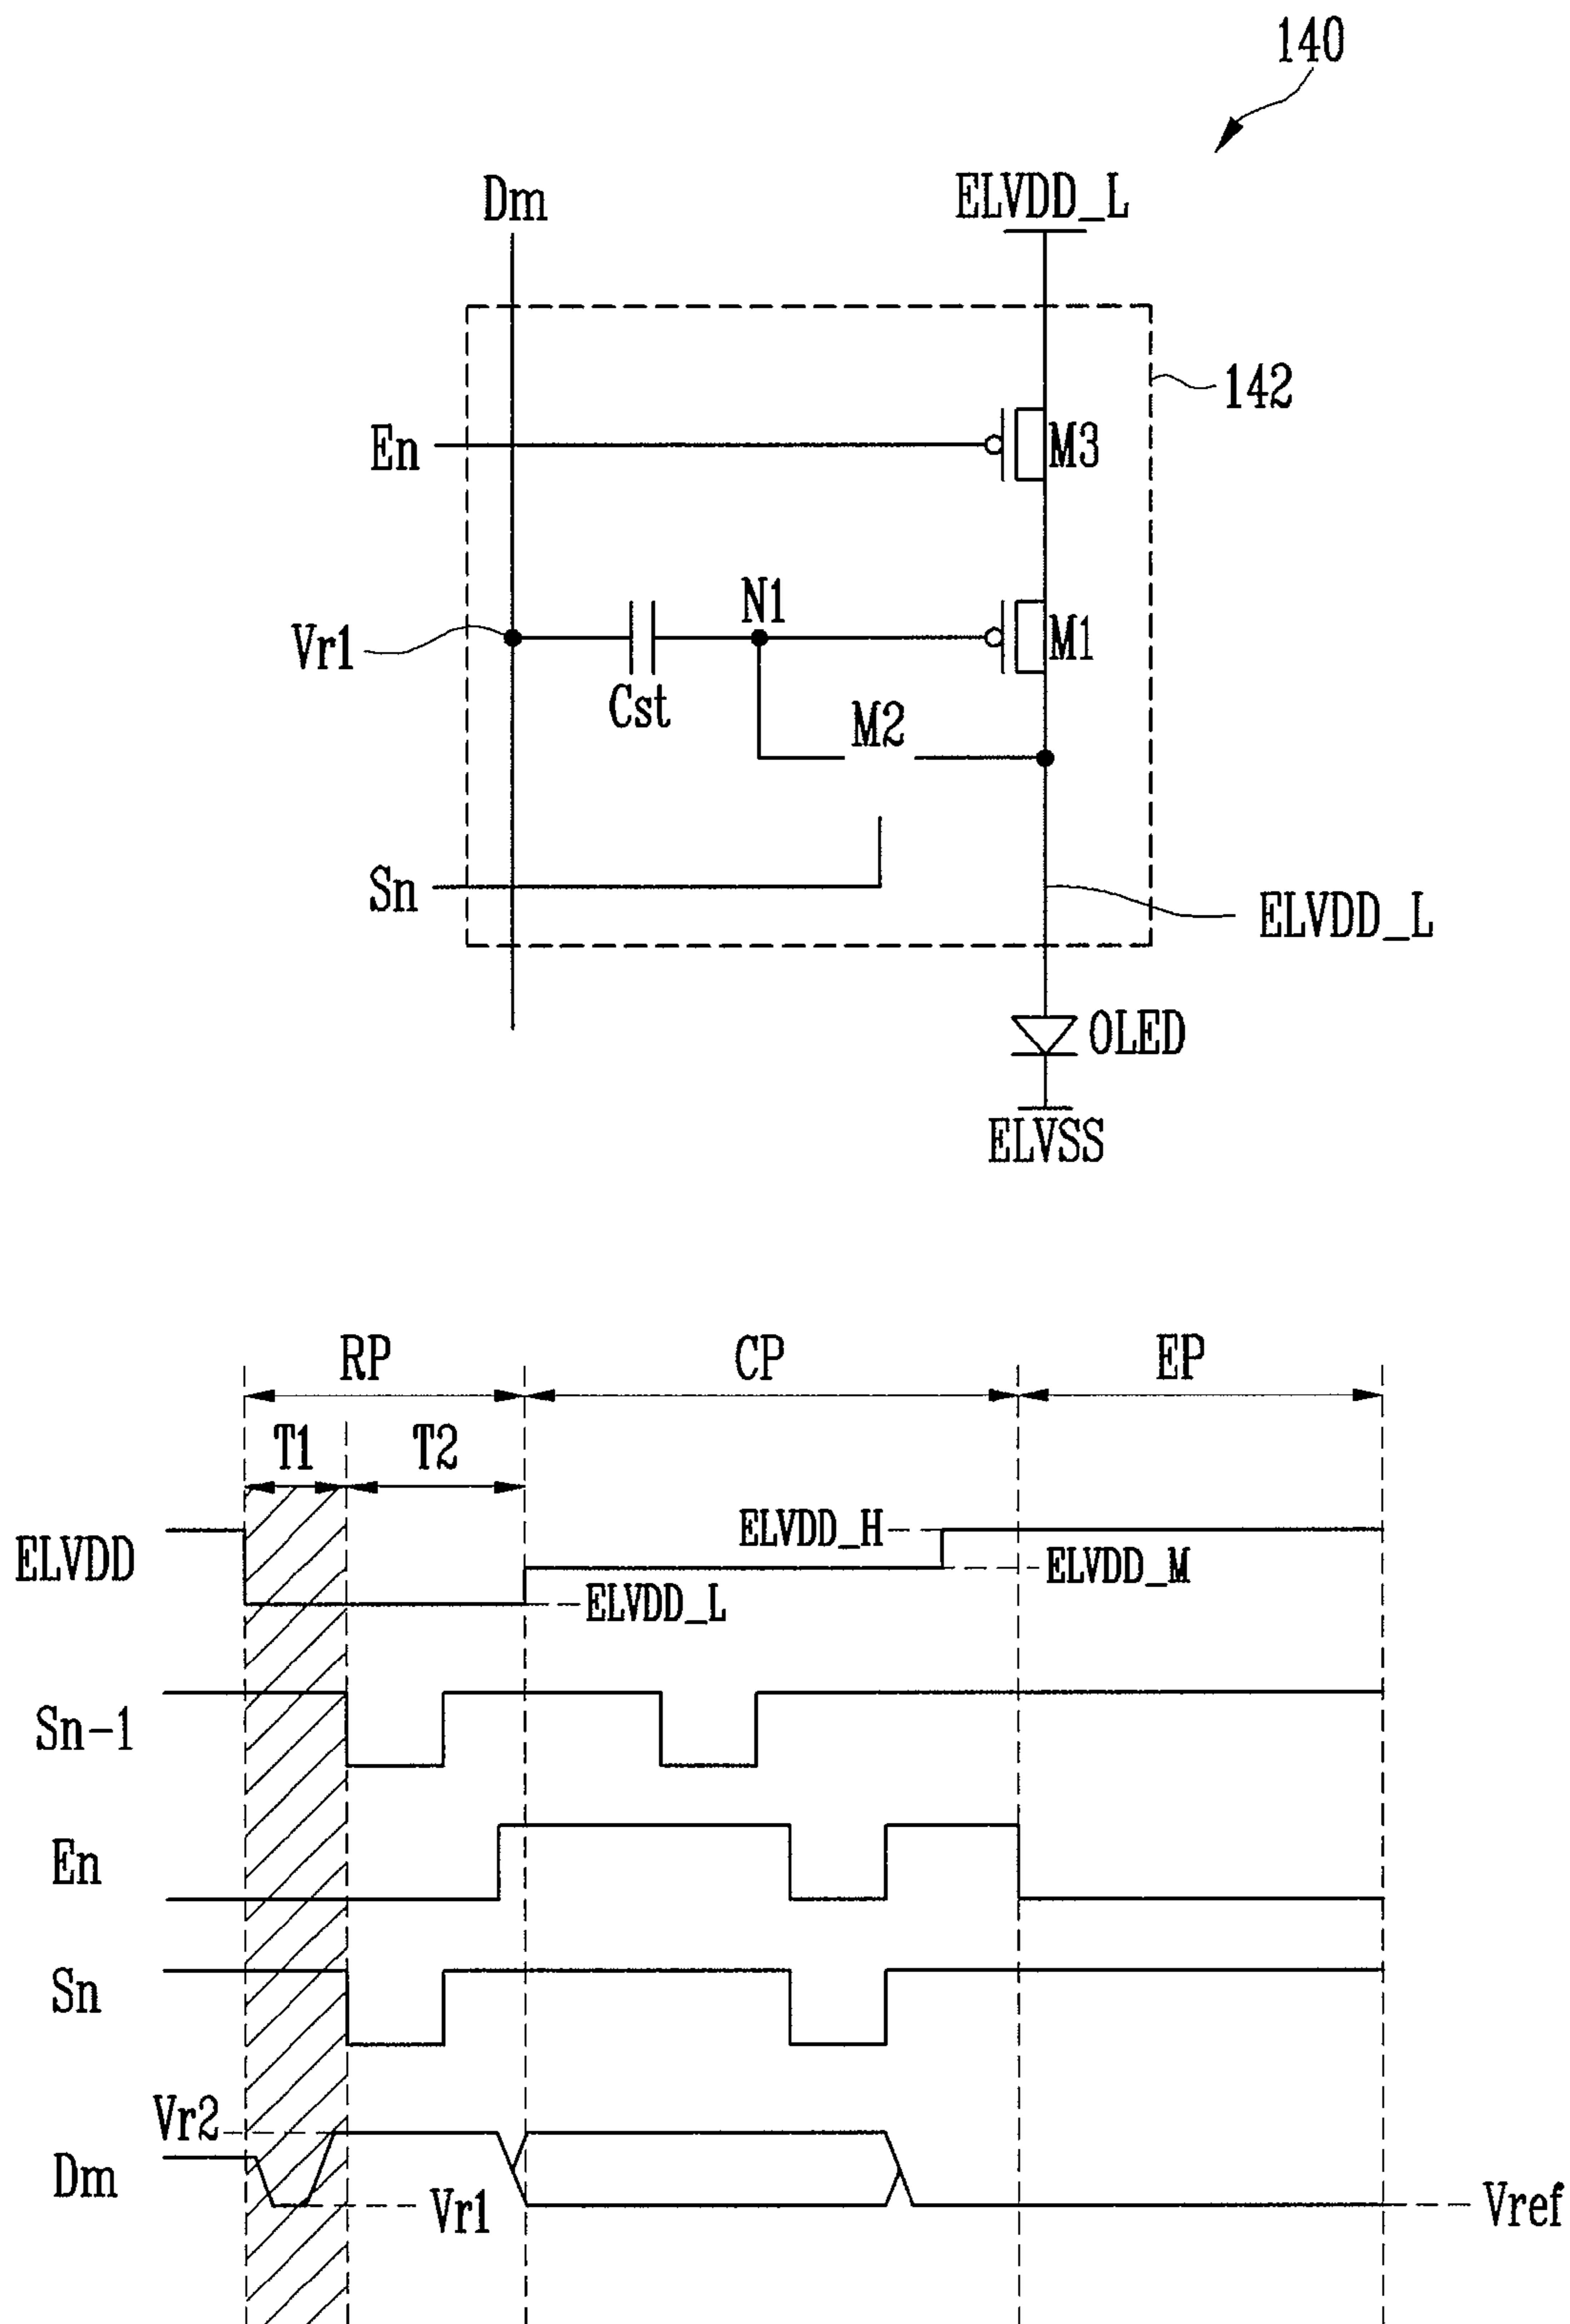 140
Dm
ELVDD_L
142
En
M3
Vr1
N1
M1
Cst
M2
Sn
ELVDD_L
OLED
ELVSS
RP
CP
EP
T1
T2
ELVDD
ELVDD_H
ELVDD_M
ELVDD_L
Sn-1
En
Sn
Vr2
Dm
Vr1
Vref